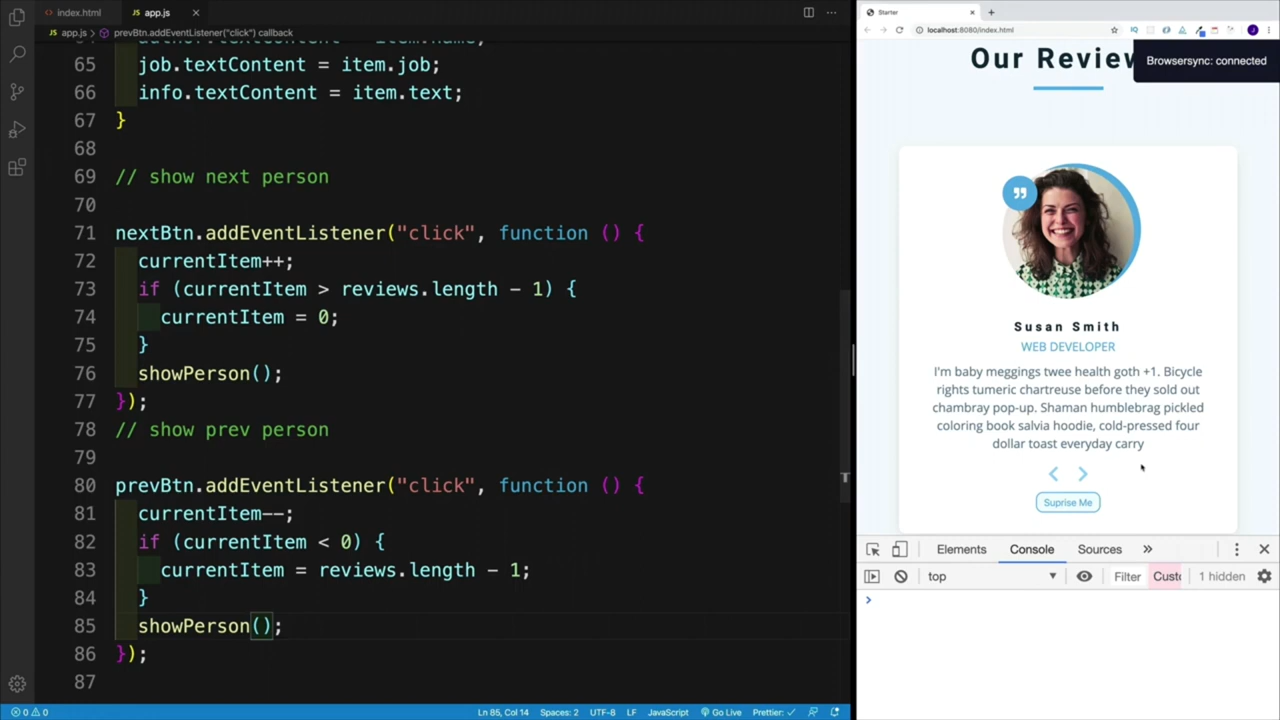 index.html
app.js
app.js
prevBtn.addEventListener("click") callback
65 job.textContent = item.job;
66 info.textContent = item.text;
67 }
68
69 // show next person
70
71 nextBtn.addEventListener("click", function () {
72 currentItem++;
73 if (currentItem > reviews.length - 1) {
74 currentItem = 0;
75 }
76 showPerson();
77 });
78 // show prev person
79
80 prevBtn.addEventListener("click", function () {
81 currentItem--;
82 if (currentItem < 0) {
83 currentItem = reviews.length - 1;
84 }
85 showPerson();
86 });
87
0 0
Ln 85, Col 14
Spaces: 2
UTF-8
LF
JavaScript
Go Live
Prettier: ✓
Starter
localhost:8080/index.html
Browsersync: connected
Our Review
Susan Smith
WEB DEVELOPER
I'm baby meggings twee health goth +1. Bicycle
rights tumeric chartreuse before they sold out
chambray pop-up. Shaman humblebrag pickled
coloring book salvia hoodie, cold-pressed four
dollar toast everyday carry
Suprise Me
Elements Console Sources
top Filter Custo 1 hidden